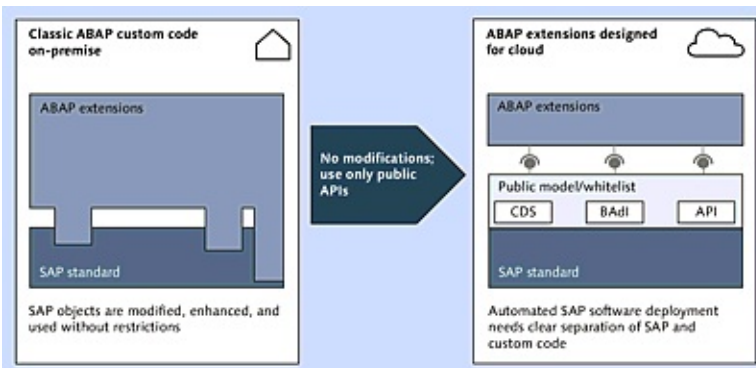 Classic ABAP custom code
on-premise
ABAP extensions
SAP standard
SAP objects are modified, enhanced, and
used without restrictions
No modifications;
use only public
APIs
ABAP extensions designed
for cloud
ABAP extensions
Public model/whitelist
CDS
BAdI
API
SAP standard
Automated SAP software deployment
needs clear separation of SAP and
custom code